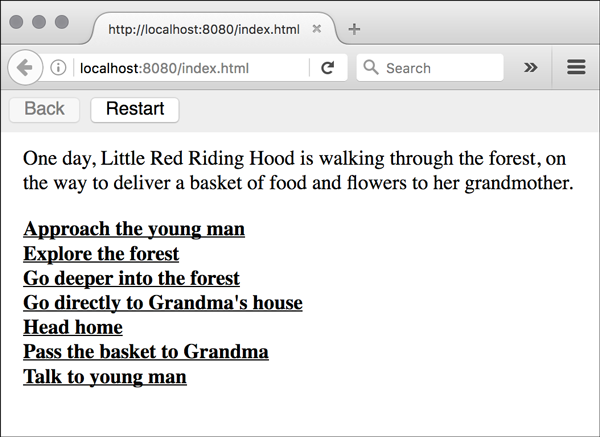 http://localhost:8080/index.html
localhost:8080/index.html
Search
Back
Restart
One day, Little Red Riding Hood is walking through the forest, on
the way to deliver a basket of food and flowers to her grandmother.
Approach the young man
Explore the forest
Go deeper into the forest
Go directly to Grandma's house
Head home
Pass the basket to Grandma
Talk to young man